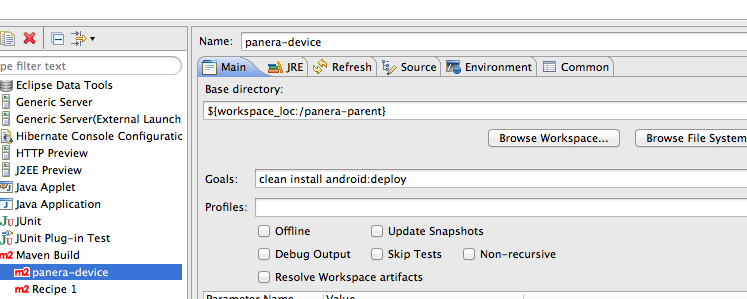 Name: panera-device
pe filter text
Main JRE Refresh Source Environment Common
Eclipse Data Tools
Generic Server
Generic Server(External Launch
Hibernate Console Configuratic
HTTP Preview
J2EE Preview
Java Applet
Java Application
JU JUnit
JUnit Plug-in Test
m2 Maven Build
m2 panera-device
m2 Recipe 1
Base directory:
${workspace_loc:/panera-parent}
Browse Workspace... Browse File System
Goals: clean install android:deploy
Profiles:
Offline Update Snapshots
Debug Output Skip Tests Non-recursive
Resolve Workspace artifacts
Parameter Name Value